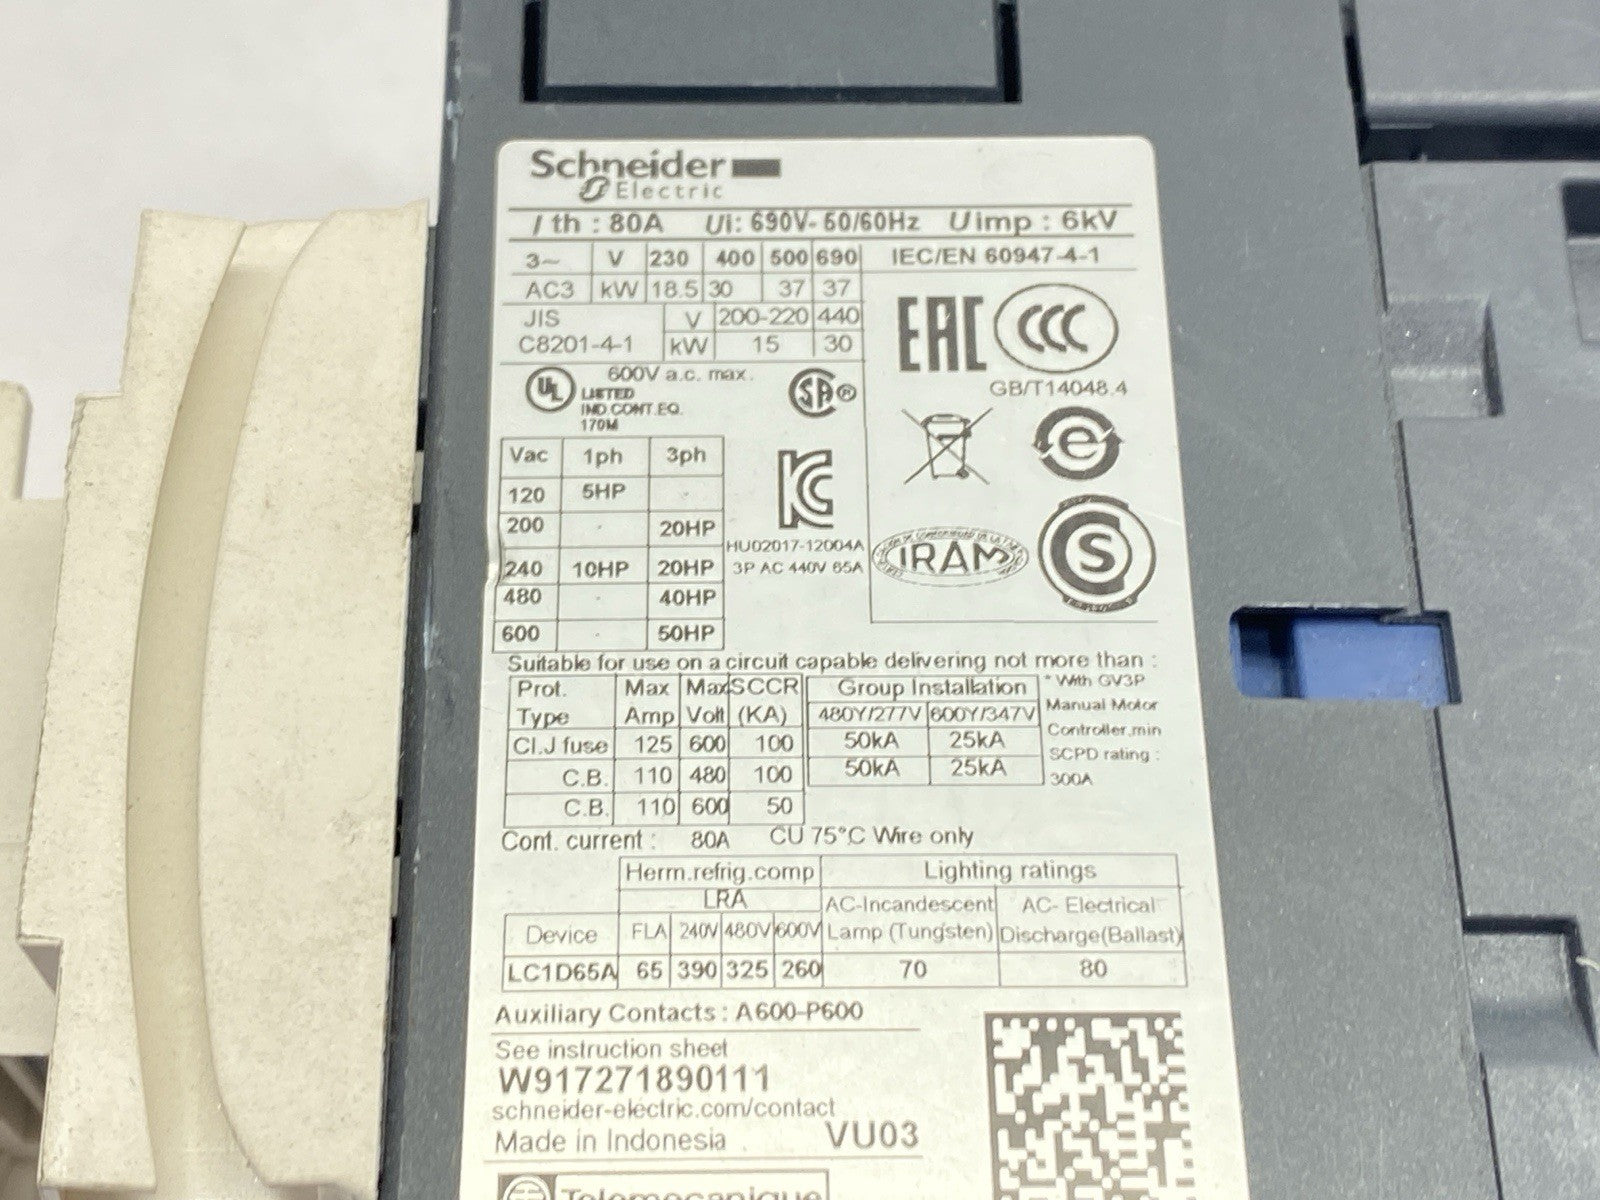 Schneider
Electric
Ith : 80A Ui: 690V- 50/60Hz Uimp : 6kV
3~ V 230 400 500 690 IEC/EN 60947-4-1
AC3 kW 18.5 30 37 37
JIS V 200-220 440
C8201-4-1 kW 15 30
EAC CCC
GB/T14048.4
UL 600V a.c. max.
LISTED
IND.CONT.EQ.
170M
SA ®
Vac 1ph 3ph
120 5HP
200 - 20HP
240 10HP 20HP
480 - 40HP
600 - 50HP
KC
HU02017-12004A
3P AC 440V 65A
e
IRAM
S
Suitable for use on a circuit capable delivering not more than :
Prot. Type Max Amp Max Volt SCCR (KA)
Cl.J fuse 125 600 100
C.B. 110 480 100
C.B. 110 600 50
Group Installation
480Y/277V 600Y/347V
50kA 25kA
50kA 25kA
* With GV3P
Manual Motor
Controller,min
SCPD rating :
300A
Cont. current : 80A CU 75°C Wire only
Herm.refrig.comp Lighting ratings
LRA AC-Incandescent AC- Electrical
Device FLA 240V 480V 600V Lamp (Tungsten) Discharge(Ballast)
LC1D65A 65 390 325 260 70 80
Auxiliary Contacts : A600-P600
See instruction sheet
W917271890111
schneider-electric.com/contact
Made in Indonesia VU03
Telemecanique